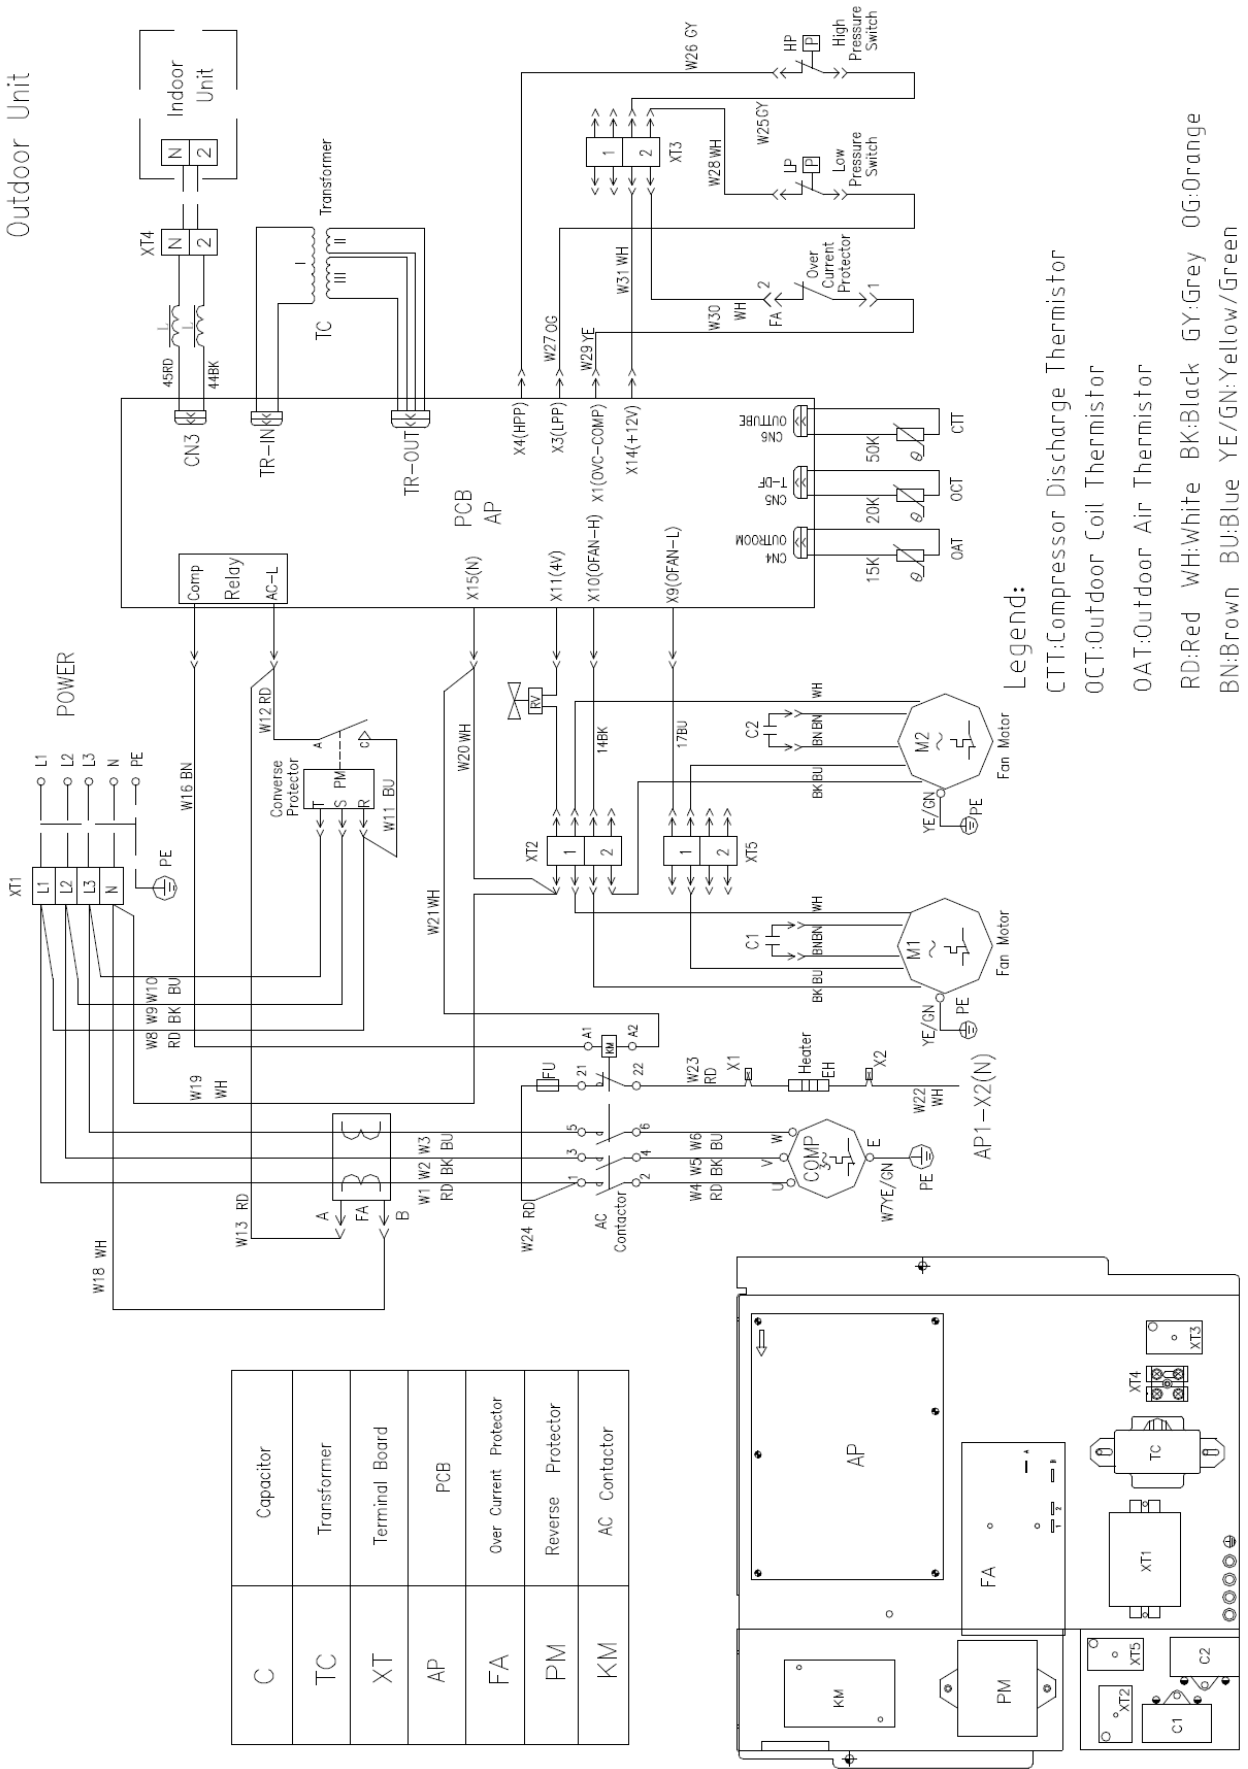 Outdoor Unit
Indoor
Unit
N
2
XT4
N
2
L
L
45RD
44BK
CN3
TR-IN
TR-OUT
TC
Transformer
I
II
III
PCB
AP
Comp
Relay
AC-L
X15(N)
X11(4V)
X10(OFAN-H)
X9(OFAN-L)
X4(HPP)
X3(LPP)
X1(OVC-COMP)
X14(+12V)
CN6
OUTTUBE
CN5
T-DF
CN4
OUTROOM
50K
20K
15K
θ
θ
θ
CTT
OCT
OAT
W26 GY
HP
P
High
Pressure
Switch
W25GY
XT3
1
2
W28 WH
LP
P
Low
Pressure
Switch
W27 OG
W31 WH
W29 YE
W30
WH
FA
2
1
Over
Current
Protector
POWER
L1
L2
L3
N
PE
XT1
L1
L2
L3
N
PE
W16 BN
W12 RD
Converse
Protector
A
C
T
S
R
PM
W11 BU
W20 WH
W21 WH
RV
14BK
17BU
XT2
1
2
XT5
1
2
WH
C2
BN BN
BK BU
M2
~
Fan Motor
YE/GN
PE
WH
C1
BN BN
BK BU
M1
~
Fan Motor
YE/GN
PE
W8 W9 W10
RD BK BU
W19
WH
W13 RD
W18 WH
A
FA
B
W1 W2 W3
RD BK BU
W24 RD
FU
A1
KM
A2
21
22
5
3
1
6
4
2
AC
Contactor
W23
RD
X1
Heater
EH
X2
W22
WH
AP1-X2(N)
W4 W5 W6
RD BK BU
U
V
W
COMP
3~
E
W7YE/GN
PE
Legend:
CTT:Compressor Discharge Thermistor
OCT:Outdoor Coil Thermistor
OAT:Outdoor Air Thermistor
RD:Red WH:White BK:Black GY:Grey OG:Orange
BN:Brown BU:Blue YE/GN:Yellow/Green
C Capacitor
TC Transformer
XT Terminal Board
AP PCB
FA Over Current Protector
PM Reverse Protector
KM AC Contactor
AP
XT3
XT4
TC
XT1
FA
A
B
1
2
KM
PM
XT5
XT2
C2
C1